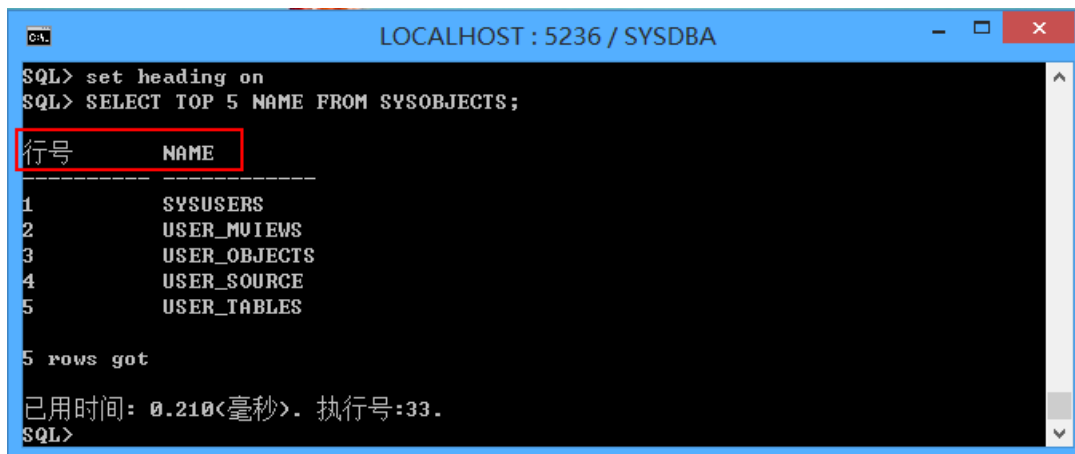 LOCALHOST : 5236 / SYSDBA
SQL> set heading on
SQL> SELECT TOP 5 NAME FROM SYSOBJECTS;
行号 NAME
---------- ------------
1 SYSUSERS
2 USER_MVIEWS
3 USER_OBJECTS
4 USER_SOURCE
5 USER_TABLES
5 rows got
已用时间: 0.210<毫秒>. 执行号:33.
SQL>